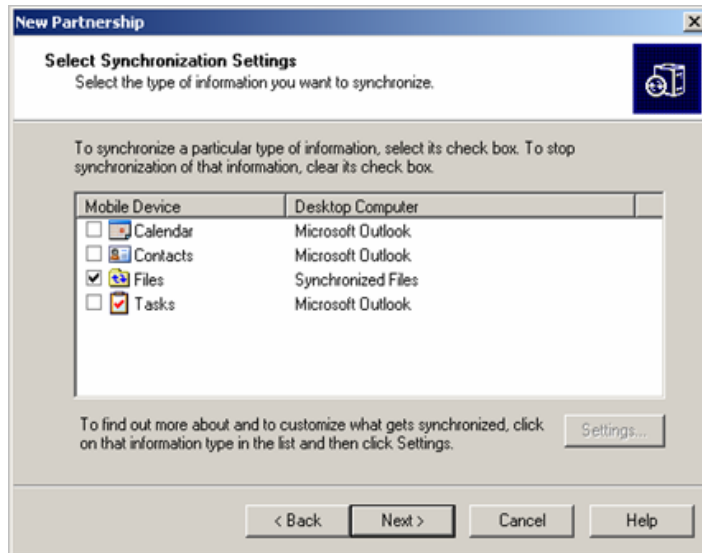 New Partnership
Select Synchronization Settings
Select the type of information you want to synchronize.
To synchronize a particular type of information, select its check box. To stop
synchronization of that information, clear its check box.
Mobile Device Desktop Computer
Calendar Microsoft Outlook
Contacts Microsoft Outlook
Files Synchronized Files
Tasks Microsoft Outlook
To find out more about and to customize what gets synchronized, click
on that information type in the list and then click Settings.
Settings...
< Back Next > Cancel Help